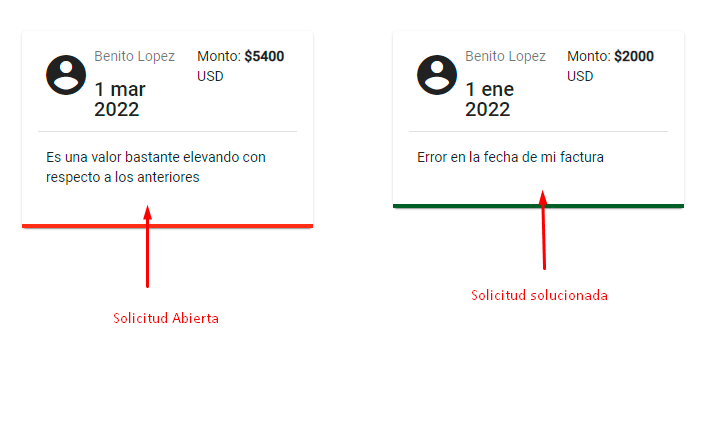 Benito Lopez
Monto: $5400
USD
1 mar
2022
Es una valor bastante elevando con
respecto a los anteriores
Solicitud Abierta
Benito Lopez
Monto: $2000
USD
1 ene
2022
Error en la fecha de mi factura
Solicitud solucionada